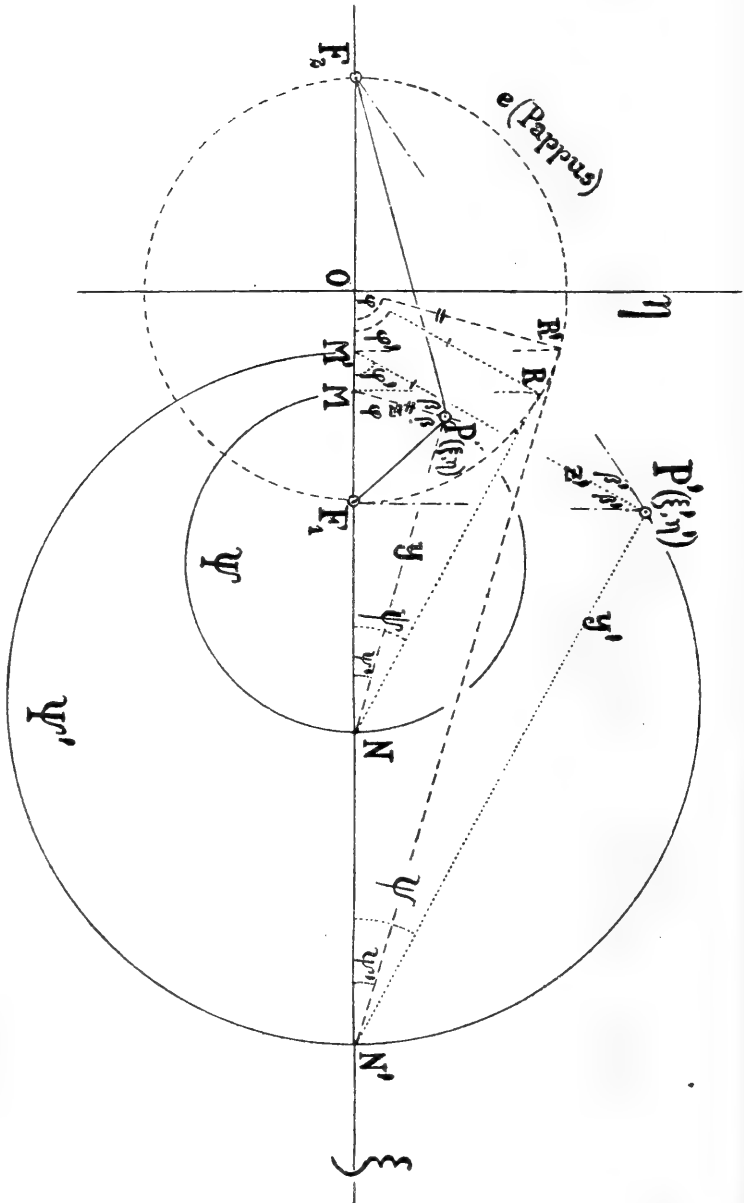 F₂
e (Pappus)
O
η
R'
R
φ
φ'
M'
φ'
M
φ
z
β
β
P(ξ,η)
P'(ξ',η')
β'
β'
z'
F₁
y
y'
Ψ
ψ
N
Ψ'
ψ
N'
ξ